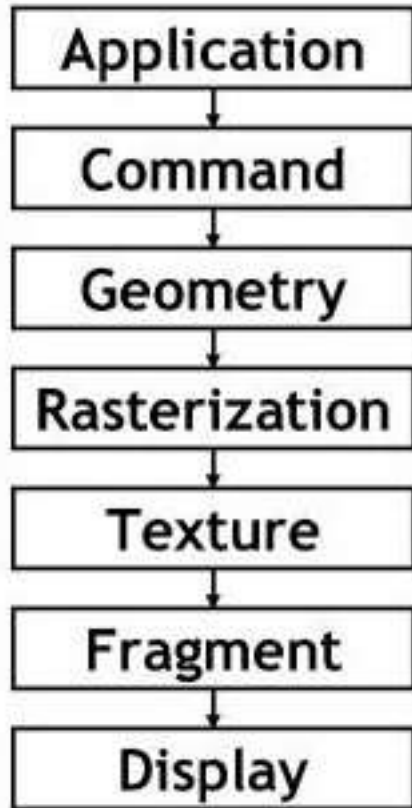 Application
Command
Geometry
Rasterization
Texture
Fragment
Display